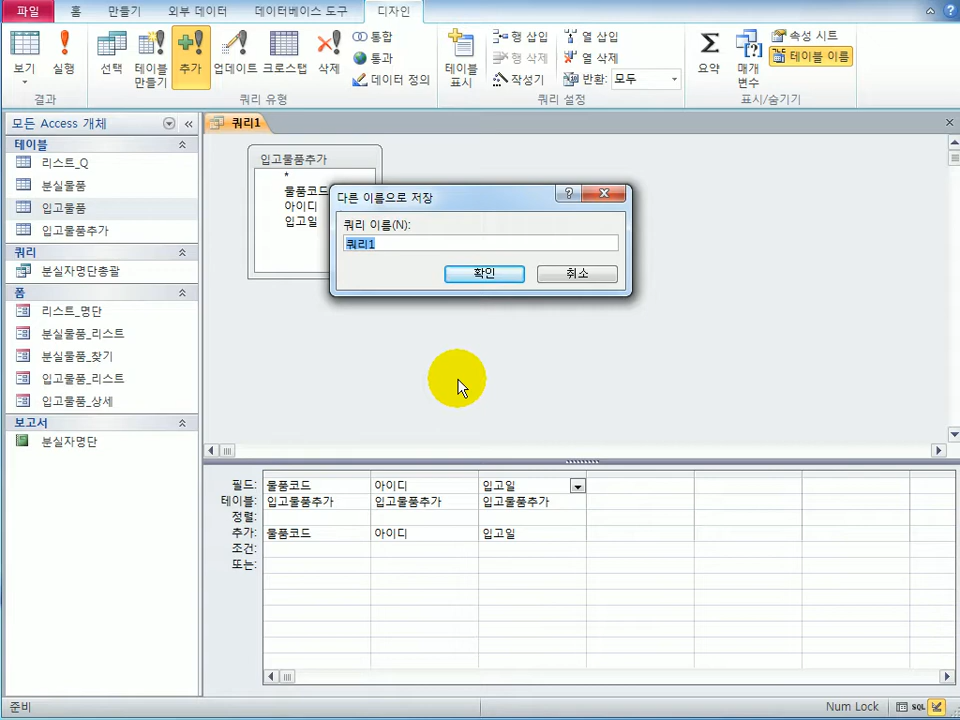 파일 홈 만들기 외부 데이터 데이터베이스 도구 디자인
보기 실행 선택 테이블 만들기 추가 업데이트 크로스탭 삭제
통합
통과
데이터 정의
테이블 표시
행 삽입
행 삭제
작성기
열 삽입
열 삭제
반환: 모두
요약 매개 변수
속성 시트
테이블 이름
결과 쿼리 유형 쿼리 설정 표시/숨기기
모든 Access 개체
테이블
리스트_Q
분실물품
입고물품
입고물품추가
쿼리
분실자명단총괄
폼
리스트_명단
분실물품_리스트
분실물품_찾기
입고물품_리스트
입고물품_상세
보고서
분실자명단
쿼리1
입고물품추가
*
물품코드
아이디
입고일
다른 이름으로 저장
쿼리 이름(N):
쿼리1
확인 취소
필드: 물품코드 아이디 입고일
테이블: 입고물품추가 입고물품추가 입고물품추가
정렬:
추가: 물품코드 아이디 입고일
조건:
또는:
준비 Num Lock SQL